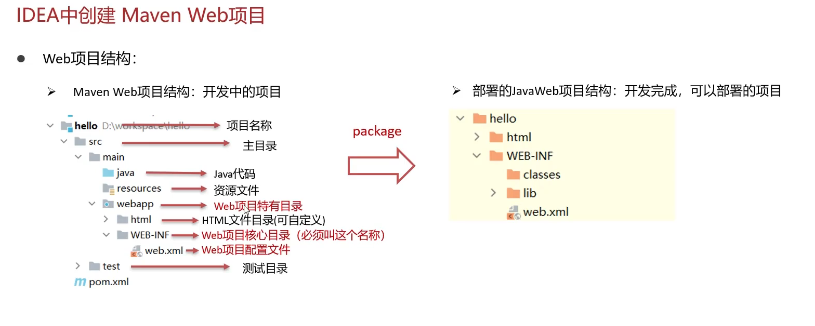 IDEA中创建 Maven Web项目
Web项目结构：
Maven Web项目结构：开发中的项目
hello D:\workspace\hello 项目名称
src 主目录
main
java Java代码
resources 资源文件
webapp Web项目特有目录
html HTML文件目录(可自定义)
WEB-INF Web项目核心目录（必须叫这个名称）
web.xml Web项目配置文件
test 测试目录
pom.xml
package
部署的JavaWeb项目结构：开发完成，可以部署的项目
hello
html
WEB-INF
classes
lib
web.xml